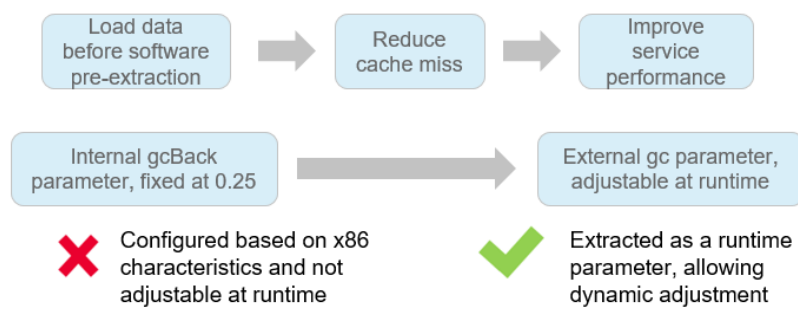 Load data
before software
pre-extraction
Reduce
cache miss
Improve
service
performance
Internal gcBack
parameter, fixed at 0.25
External gc parameter,
adjustable at runtime
Configured based on x86
characteristics and not
adjustable at runtime
Extracted as a runtime
parameter, allowing
dynamic adjustment